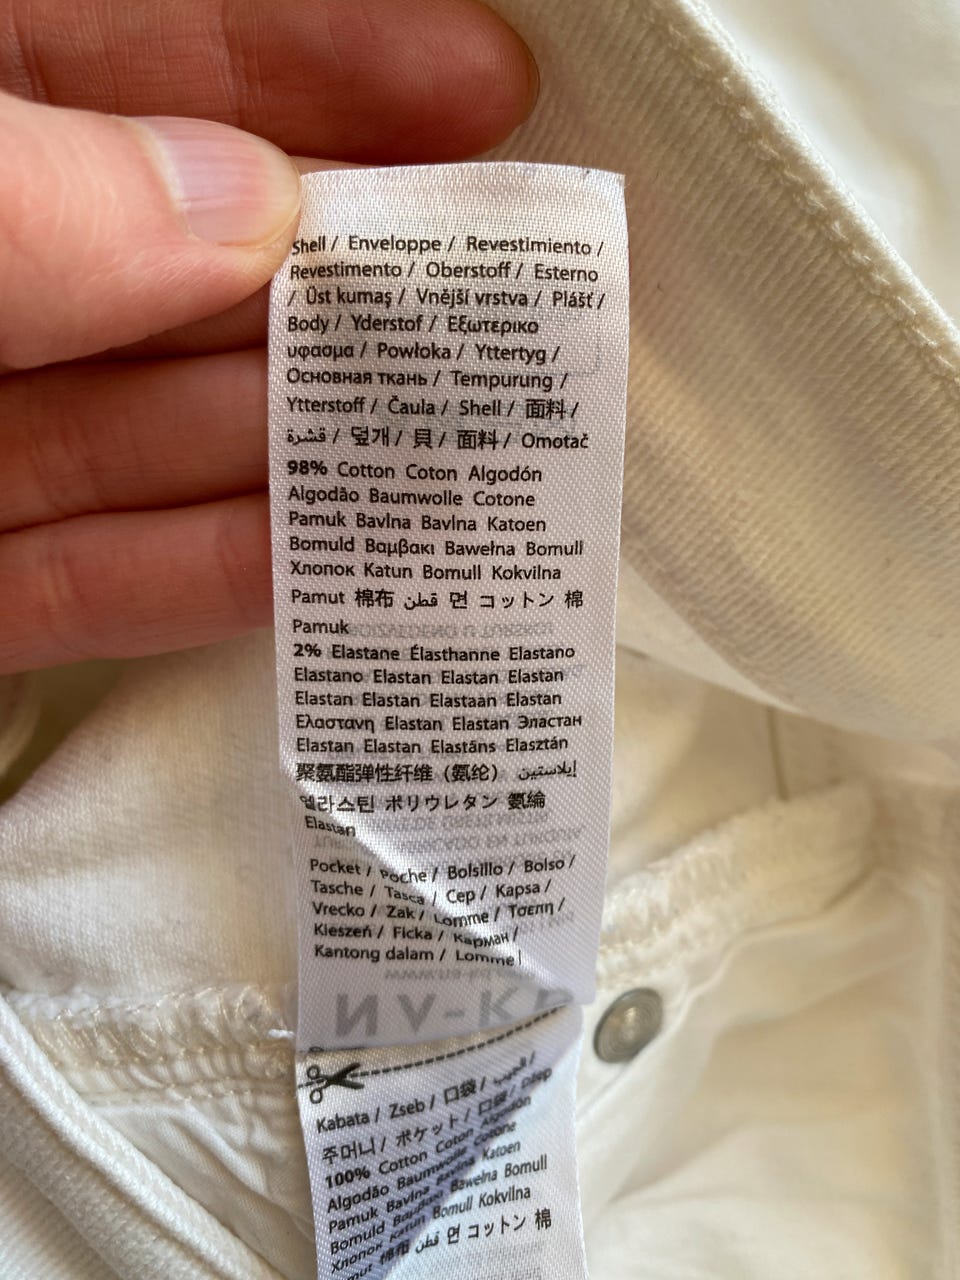 Shell / Enveloppe / Revestimiento /
Revestimento / Oberstoff / Esterno
/ Üst kumaş / Vnější vrstva / Plášť /
Body / Yderstof / Εξωτερικο
υφασμα / Powłoka / Yttertyg /
Основная ткань / Tempurung /
Ytterstoff / Čaula / Shell / 面料 /
قشرة / 덮개 / 貝 / 面料 / Omotač
98% Cotton Coton Algodón
Algodão Baumwolle Cotone
Pamuk Bavlna Bavlna Katoen
Bomuld Βαμβακι Bawełna Bomull
Хлопок Katun Bomull Kokvilna
Pamut 棉布 قطن 면 コットン 棉
Pamuk
2% Elastane Élasthanne Elastano
Elastano Elastan Elastan Elastan
Elastan Elastan Elastaan Elastan
Ελαστανη Elastan Elastan Эластан
Elastan Elastan Elastāns Elasztán
聚氨酯弹性纤维（氨纶） إيلاستين
엘라스틴 ポリウレタン 氨綸
Elastan
Pocket / Poche / Bolsillo / Bolso /
Tasche / Tasca / Cep / Kapsa /
Vrecko / Zak / Lomme / Τσεπη /
Kieszeń / Ficka / Карман /
Kantong dalam / Lomme
Kabata / Zseb / 口袋 / الجيب /
주머니 / ポケット / 口袋 / Džep
100% Cotton Coton Algodón
Algodão Baumwolle Cotone
Pamuk Bavlna Bavlna Katoen
Bomuld Βαμβακι Bawełna Bomull
Хлопок Katun Bomull Kokvilna
Pamut 棉布 قطن 면 コットン 棉